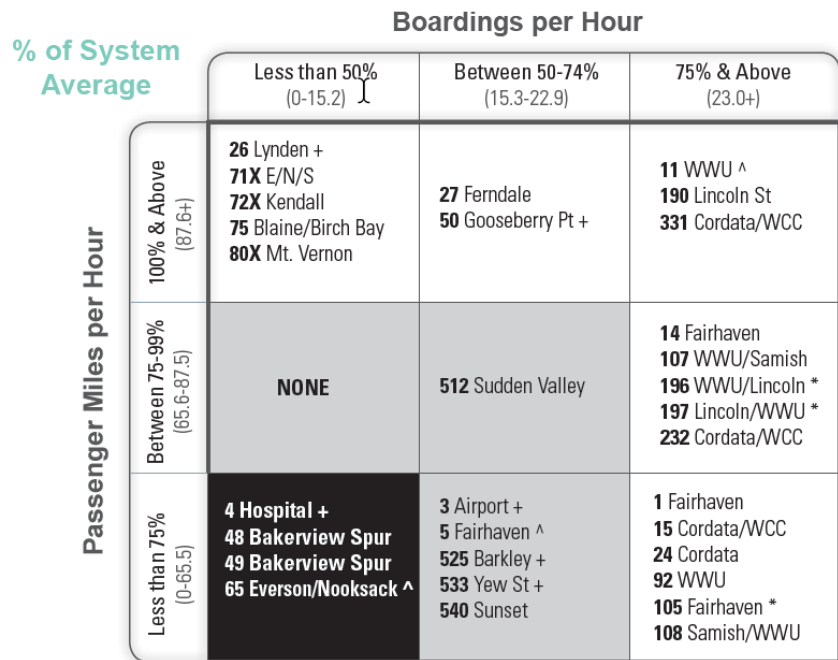 Boardings per Hour
% of System
Average
Less than 50%
(0-15.2)
Between 50-74%
(15.3-22.9)
75% & Above
(23.0+)
Passenger Miles per Hour
100% & Above
(87.6+)
26 Lynden +
71X E/N/S
72X Kendall
75 Blaine/Birch Bay
80X Mt. Vernon
27 Ferndale
50 Gooseberry Pt +
11 WWU ^
190 Lincoln St
331 Cordata/WCC
Between 75-99%
(65.6-87.5)
NONE
512 Sudden Valley
14 Fairhaven
107 WWU/Samish
196 WWU/Lincoln *
197 Lincoln/WWU *
232 Cordata/WCC
Less than 75%
(0-65.5)
4 Hospital +
48 Bakerview Spur
49 Bakerview Spur
65 Everson/Nooksack ^
3 Airport +
5 Fairhaven ^
525 Barkley +
533 Yew St +
540 Sunset
1 Fairhaven
15 Cordata/WCC
24 Cordata
92 WWU
105 Fairhaven *
108 Samish/WWU